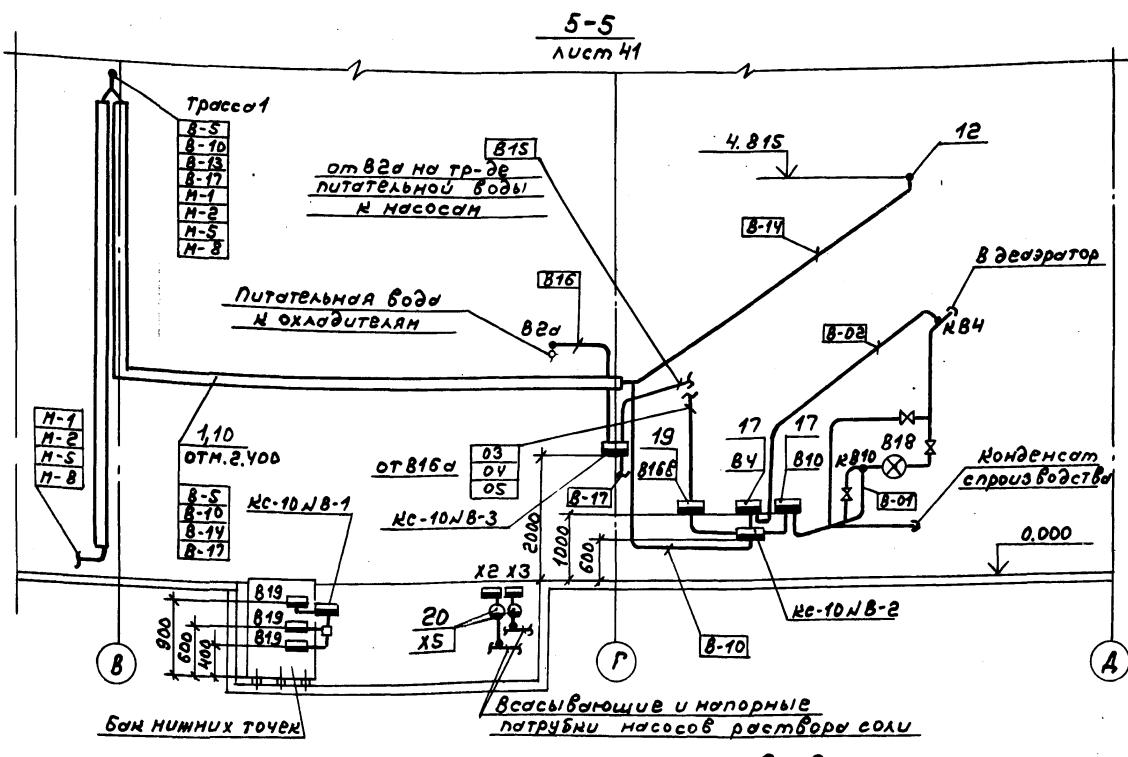 5-5
лист 41
Трасса 1
В-5
В-10
В-13
В-17
М-1
М-2
М-5
М-8
В15
от В2а на тр-де
питательной воды
к насосам
4.815
12
В-14
В деаэратор
В16
Питательная вода
к охладителям
В2а
В-02
К В4
М-1
М-2
М-5
М-8
1,10
ОТМ.2.400
В-5
В-10
В-14
В-17
от В16а
03
04
05
19
В16В
17
В4
17
В10
КВ10
В18
Конденсат
с производства
В-01
В-17
КС-10 №В-1
КС-10 №В-3
2000
1000
600
0.000
Х2 Х3
В19
В19
В19
900
600
400
20
Х5
КС-10 №В-2
В-10
В
Г
Д
Бак нижних точек
Всасывающие и напорные
патрубки насосов раствора соли